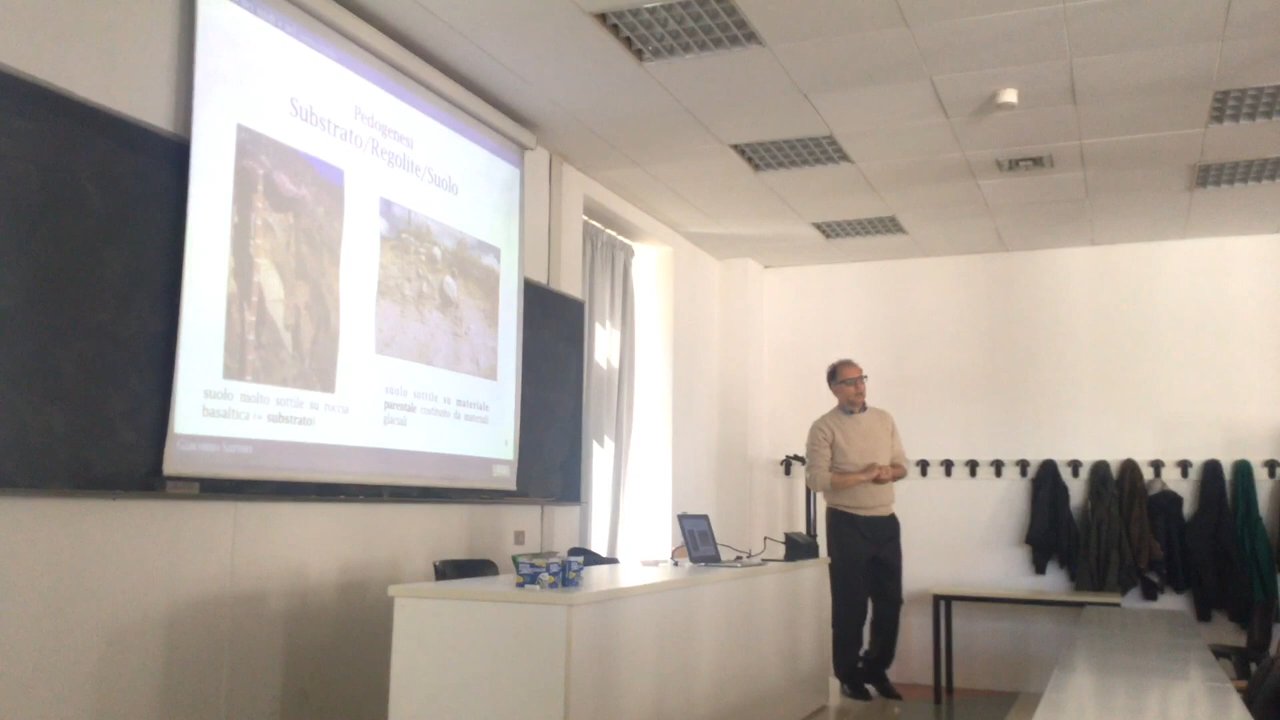 Pedogenesi
Substrato/Regolite/Suolo
suolo molto sottile su roccia
basaltica (= substrato)
suolo sottile su materiale
parentale costituito da materiali
glaciali
Giacomo